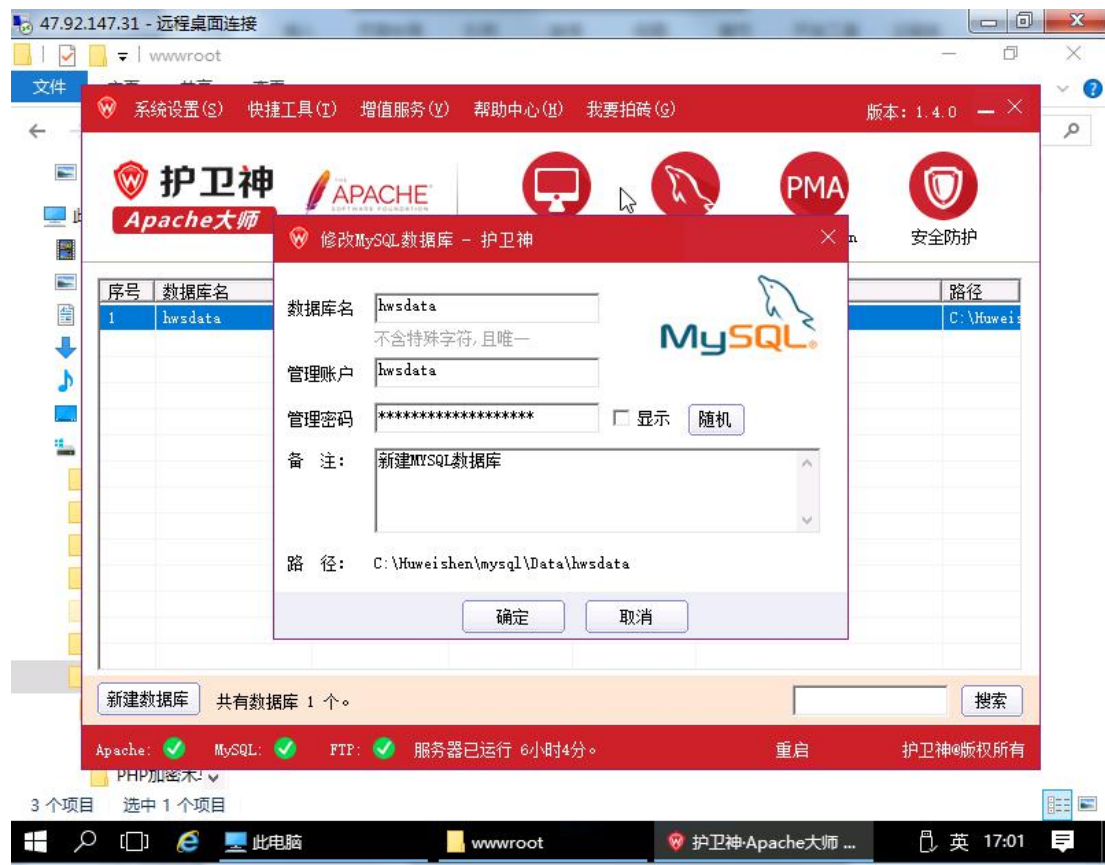 47.92.147.31 - 远程桌面连接
wwwroot
文件
系统设置(S) 快捷工具(T) 增值服务(V) 帮助中心(H) 我要拍砖(G) 版本: 1.4.0
护卫神
Apache大师
THE
APACHE
SOFTWARE FOUNDATION
PMA
安全防护
修改MySQL数据库 - 护卫神
序号 数据库名 路径
1 hwsdata C:\Huweis
数据库名 hwsdata
不含特殊字符,且唯一
MySQL®
管理账户 hwsdata
管理密码 ******************* 显示 随机
备 注: 新建MYSQL数据库
路 径: C:\Huweishen\mysql\Data\hwsdata
确定 取消
新建数据库 共有数据库 1 个。 搜索
Apache: MySQL: FTP: 服务器已运行 6小时4分。 重启 护卫神@版权所有
3 个项目 选中 1 个项目
此电脑 wwwroot 护卫神·Apache大师 ... 英 17:01